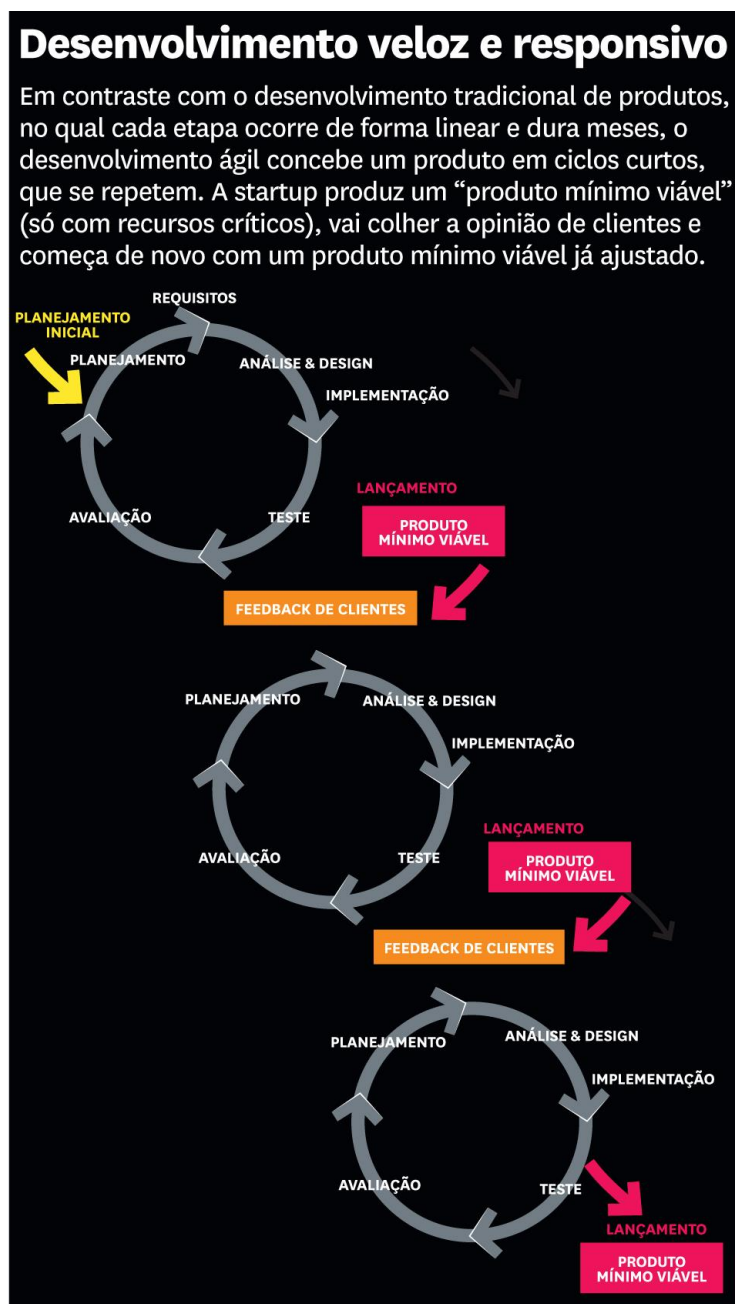 Desenvolvimento veloz e responsivo
Em contraste com o desenvolvimento tradicional de produtos,
no qual cada etapa ocorre de forma linear e dura meses, o
desenvolvimento ágil concebe um produto em ciclos curtos,
que se repetem. A startup produz um “produto mínimo viável”
(só com recursos críticos), vai colher a opinião de clientes e
começa de novo com um produto mínimo viável já ajustado.
REQUISITOS
PLANEJAMENTO
INICIAL
PLANEJAMENTO
ANÁLISE & DESIGN
IMPLEMENTAÇÃO
LANÇAMENTO
AVALIAÇÃO
TESTE
PRODUTO
MÍNIMO VIÁVEL
FEEDBACK DE CLIENTES
PLANEJAMENTO
ANÁLISE & DESIGN
IMPLEMENTAÇÃO
LANÇAMENTO
AVALIAÇÃO
TESTE
PRODUTO
MÍNIMO VIÁVEL
FEEDBACK DE CLIENTES
PLANEJAMENTO
ANÁLISE & DESIGN
IMPLEMENTAÇÃO
AVALIAÇÃO
TESTE
LANÇAMENTO
PRODUTO
MÍNIMO VIÁVEL